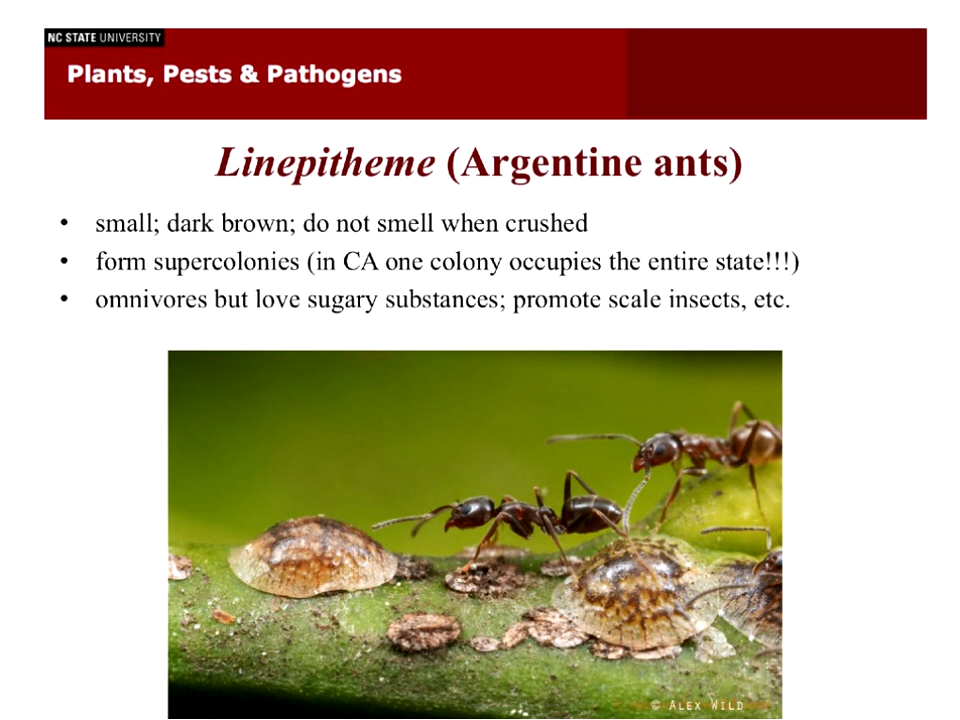 NC STATE UNIVERSITY
Plants, Pests & Pathogens
Linepitheme (Argentine ants)
• small; dark brown; do not smell when crushed
• form supercolonies (in CA one colony occupies the entire state!!!)
• omnivores but love sugary substances; promote scale insects, etc.
© ALEX WILD